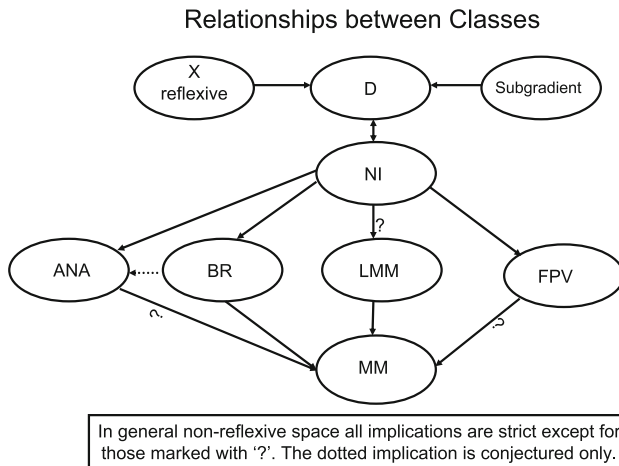 Relationships between Classes
X
reflexive
D
Subgradient
NI
?
ANA
BR
LMM
FPV
?
?
MM
In general non-reflexive space all implications are strict except for
those marked with '?'. The dotted implication is conjectured only.